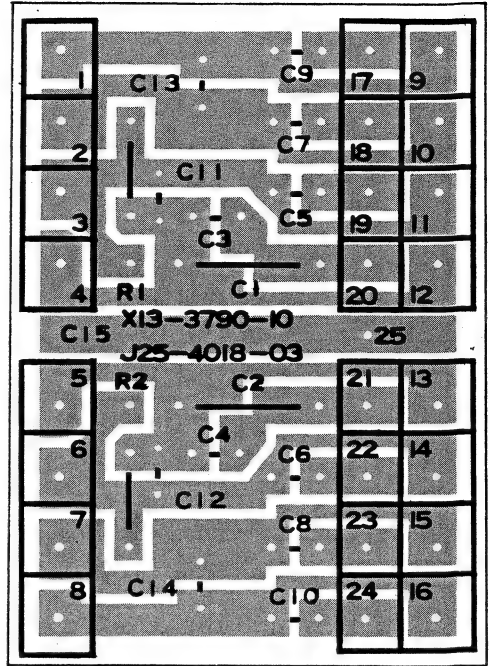 1 C13 C9 17 9
2 C7 18 10
C11
3 C3 C5 19 11
4 R1 C1 20 12
X13-3790-10
C15 25
J25-4018-03
5 R2 C2 21 13
6 C4 C6 22 14
C12
7 C8 23 15
8 C14 C10 24 16